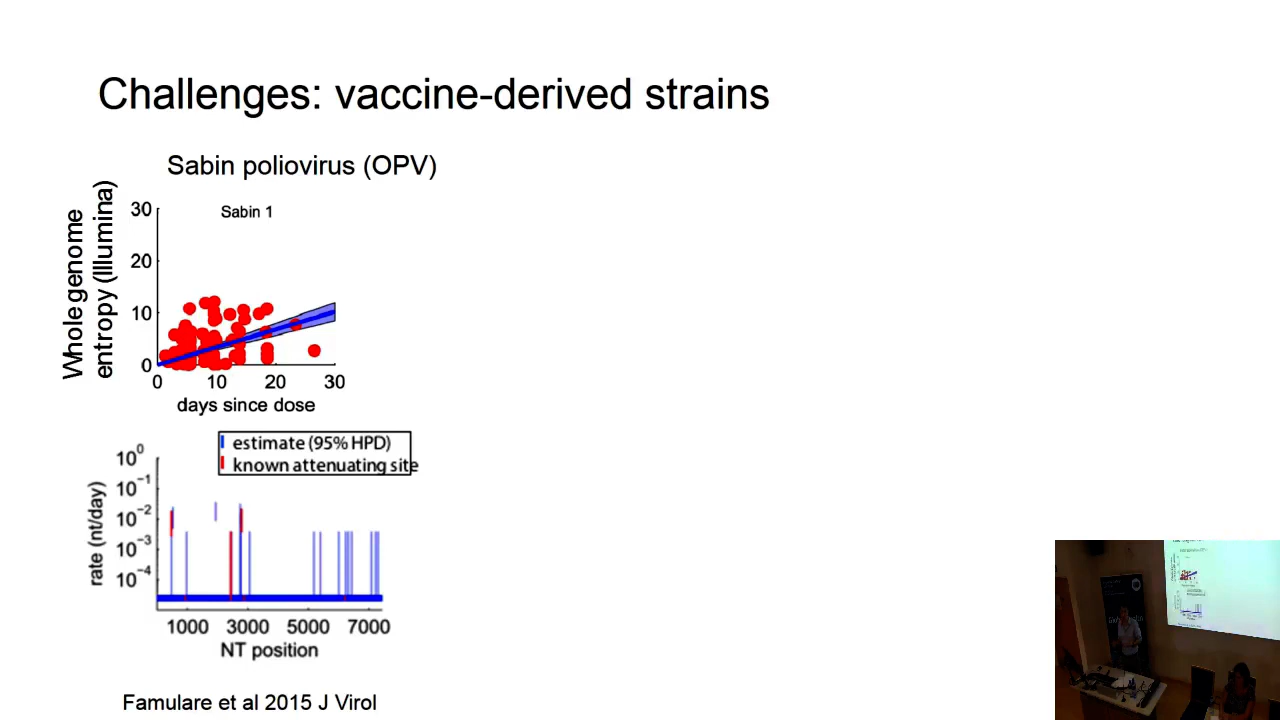 Challenges: vaccine-derived strains
Sabin poliovirus (OPV)
Whole genome
entropy (Illumina)
Sabin 1
30
20
10
0
0 10 20 30
days since dose
estimate (95% HPD)
known attenuating site
rate (nt/day)
10⁰
10⁻¹
10⁻²
10⁻³
10⁻⁴
1000 3000 5000 7000
NT position
Famulare et al 2015 J Virol